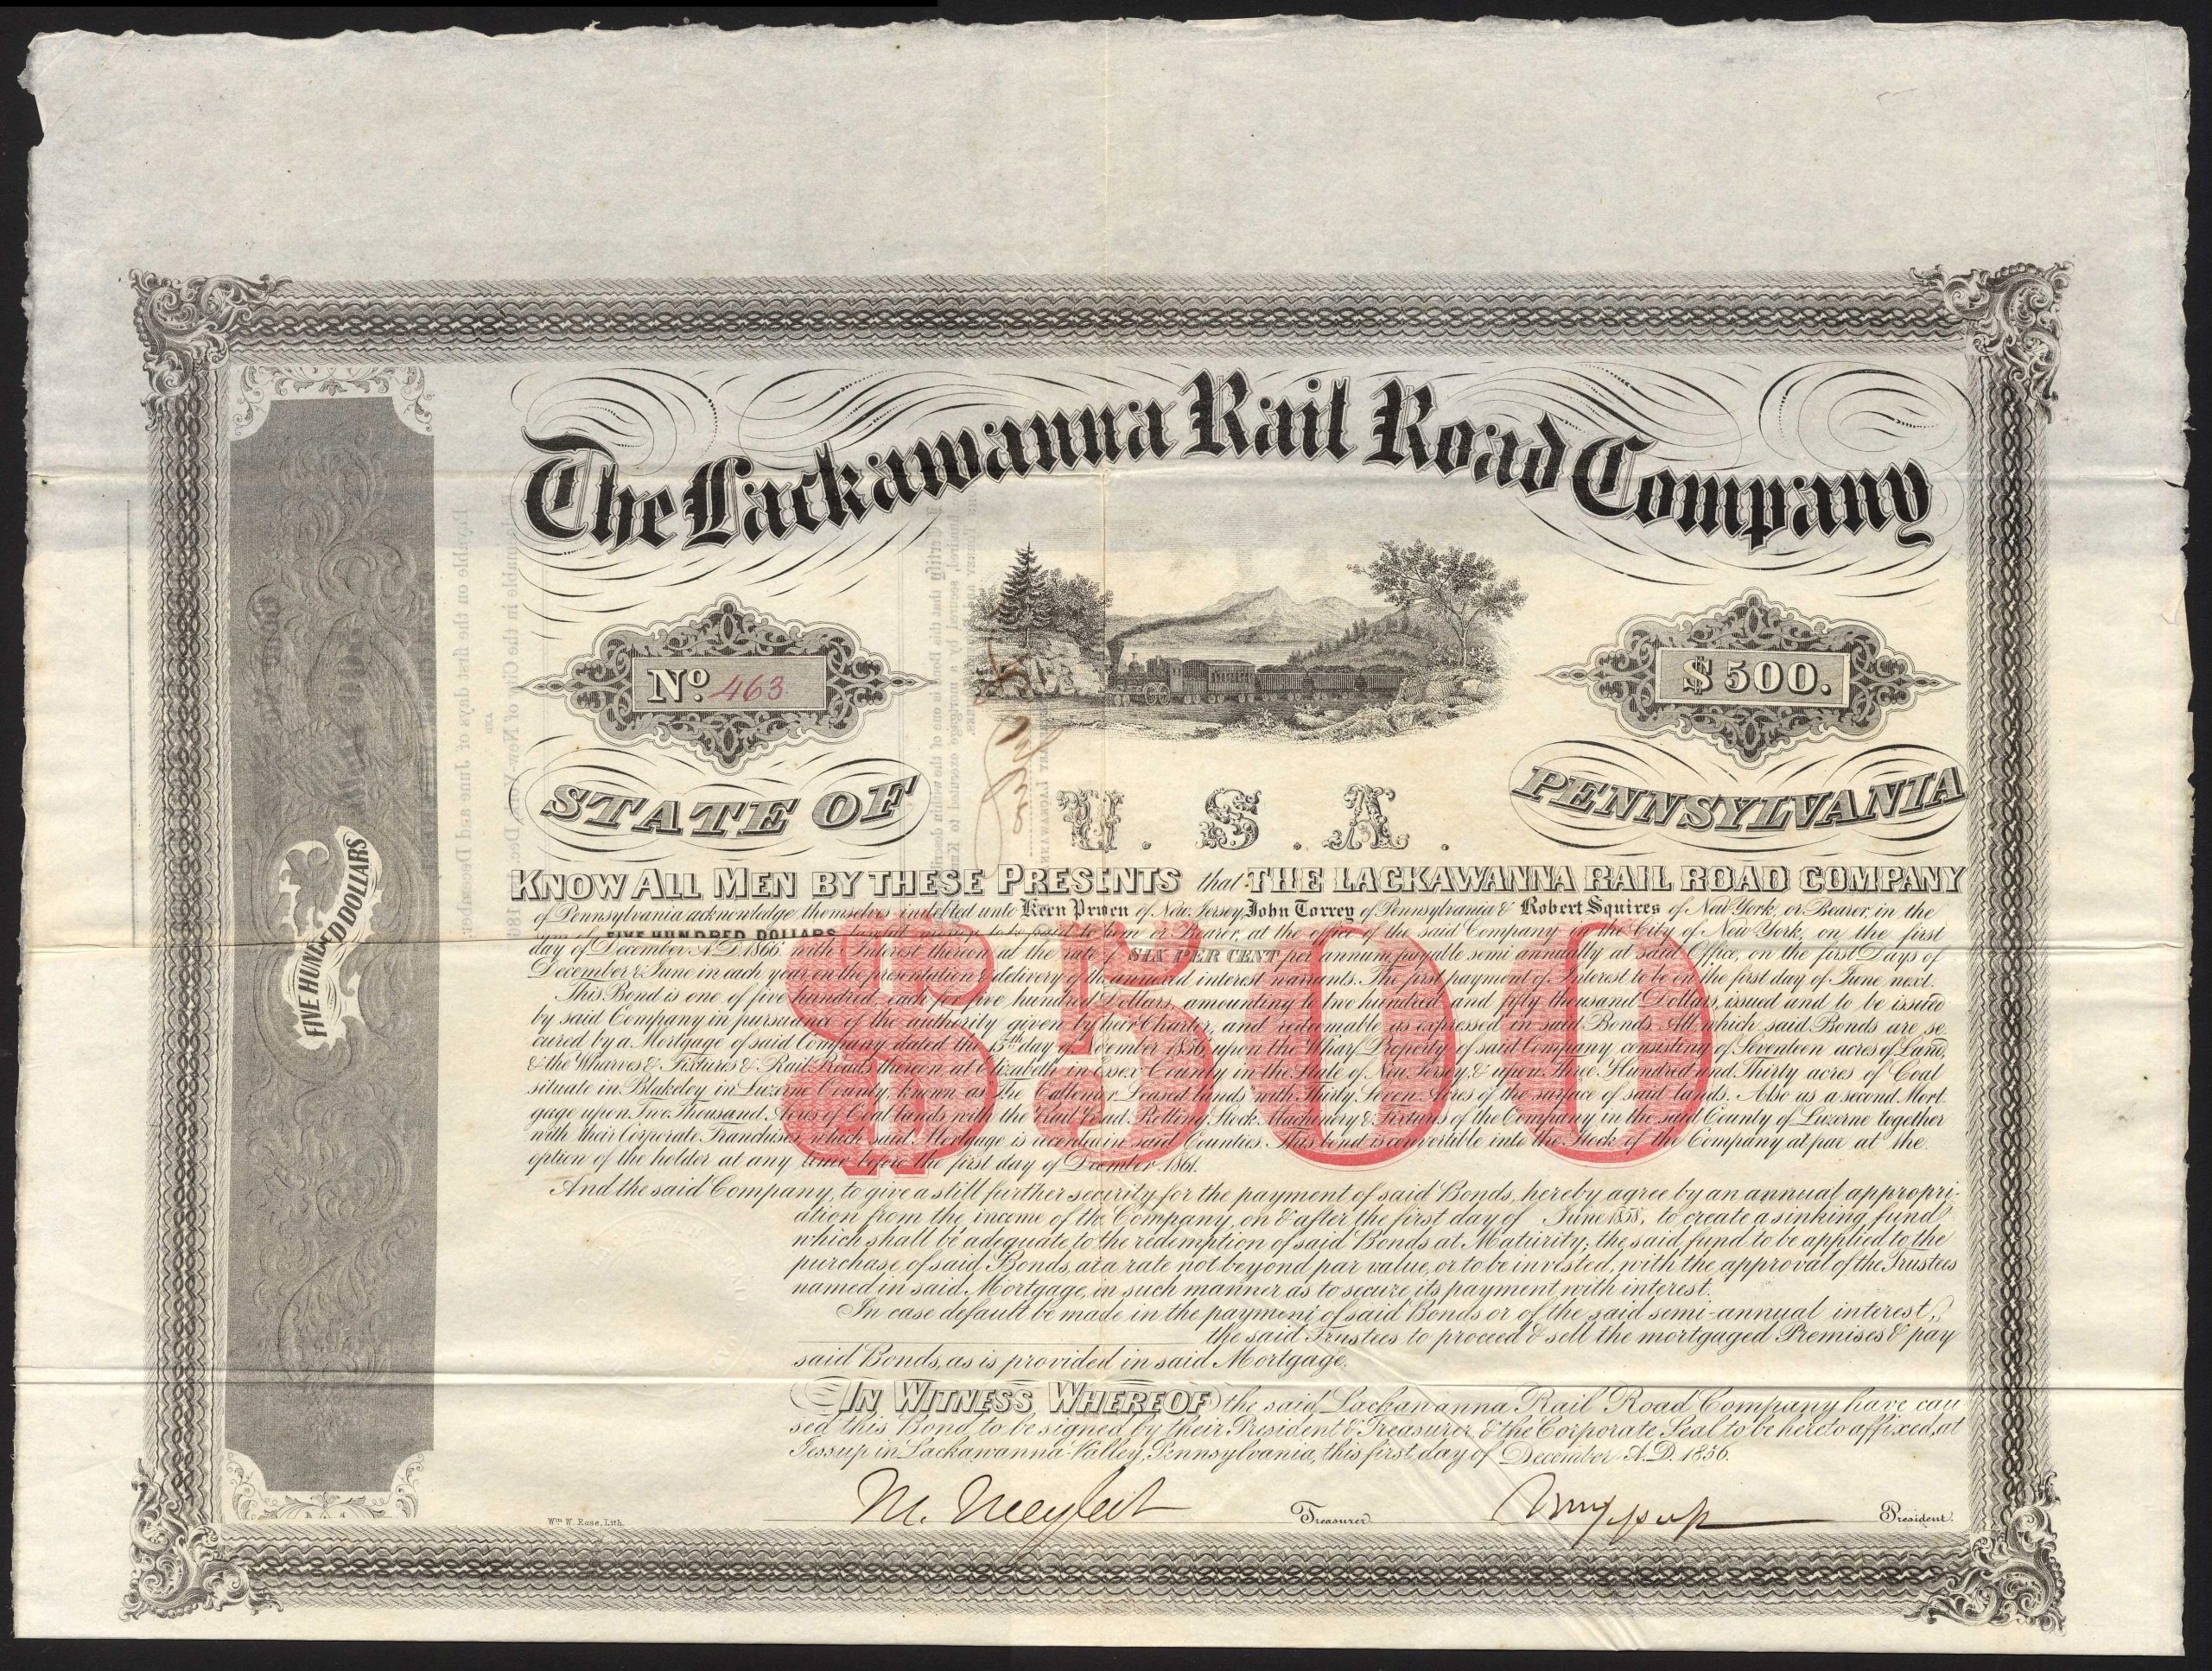 The Lackawanna Rail Road Company
No. 463
$500.
STATE OF
U. S. A.
PENNSYLVANIA
FIVE HUNDRED DOLLARS
KNOW ALL MEN BY THESE PRESENTS that THE LACKAWANNA RAIL ROAD COMPANY
of Pennsylvania acknowledge themselves indebted unto Keen Pruden of New Jersey, John Torrey of Pennsylvania & Robert Squires of New York, or Bearer, in the
sum of FIVE HUNDRED DOLLARS lawful money to be paid to them or Bearer, at the office of the said Company in the City of New York, on the first
day of December A.D. 1866 with Interest thereon at the rate of SIX PER CENT per annum payable semi annually at said Office, on the first Days of
December & June in each year on the presentation & delivery of the annexed interest warrants. The first payment of Interest to be on the first day of June next.
This Bond is one of five hundred, each for five hundred Dollars, amounting to two hundred and fifty thousand Dollars, issued and to be issued
by said Company in pursuance of the authority given by their Charter, and redeemable as expressed in said Bonds. All which said Bonds are se
cured by a Mortgage of said Company dated the 15th day of November 1856 upon the Wharf Property of said Company consisting of Seventeen acres of Land,
& the Wharves & Fixtures & Rail Roads thereon, at Elizabeth in Essex County in the State of New Jersey, & upon Three Hundred and Thirty acres of Coal
situate in Blakeley in Luzerne County, known as The Callender Leased lands with Thirty Seven Acres of the surface of said lands. Also as a second Mort
gage upon Two Thousand Acres of Coal lands with the Rail Road, Rolling Stock, Machinery & Fixtures of the Company in the said County of Luzerne together
with their Corporate Franchises, which said Mortgage is recorded in said Counties. This bond is convertible into the Stock of the Company at par at the
option of the holder at any time before the first day of December 1861.
And the said Company, to give a still further security for the payment of said Bonds, hereby agree by an annual appropri-
ation from the income of the Company, on & after the first day of June 1858, to create a sinking fund
which shall be adequate to the redemption of said Bonds at Maturity; the said fund to be applied to the
purchase of said Bonds, at a rate not beyond par value, or to be invested, with the approval of the Trustees
named in said Mortgage, in such manner as to secure its payment with interest.
In case default be made in the payment of said Bonds or of the said semi-annual interest,
the said Trustees to proceed & sell the mortgaged Premises & pay
said Bonds, as is provided in said Mortgage.
IN WITNESS WHEREOF the said Lackawanna Rail Road Company have cau
sed this Bond to be signed by their President & Treasurer, & the Corporate Seal to be hereto affixed, at
Jessup in Lackawanna Valley, Pennsylvania, this first day of December A.D. 1856.
$500
M. Meylert Treasurer President
Wm. W. Rose, Lith.